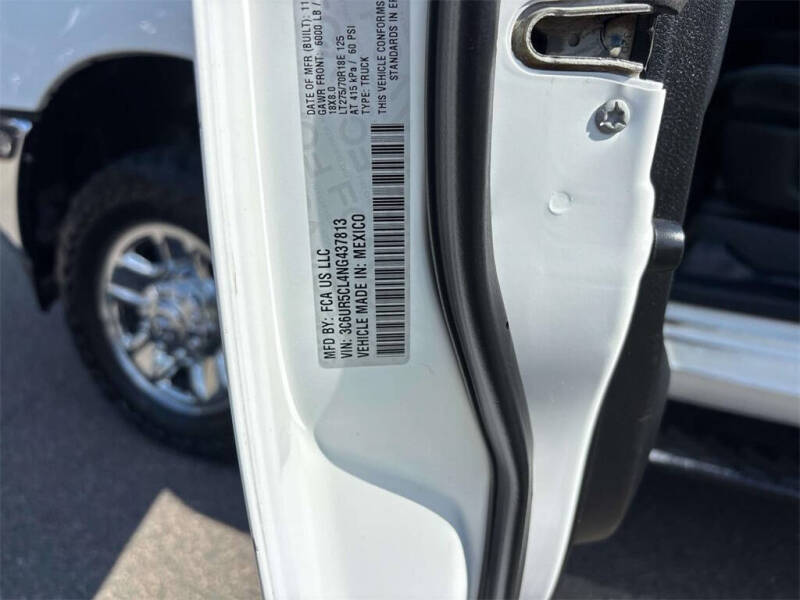 MFD BY: FCA US LLC
DATE OF MFR (BUILT): 11
GAWR FRONT: 6000 LB /
18X8.0
LT275/70R18E 125
AT 415 kPa / 60 PSI
THIS VEHICLE CONFORMS
STANDARDS IN
VIN: 3C6UR5CL4NG437813
TYPE: TRUCK
VEHICLE MADE IN: MEXICO